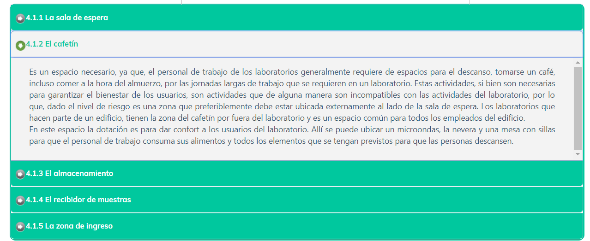 4.1.1 La sala de espera
4.1.2 El cafetín
Es un espacio necesario, ya que, el personal de trabajo de los laboratorios generalmente requiere de espacios para el descanso, tomarse un café,
incluso comer a la hora del almuerzo, por las jornadas largas de trabajo que se requieren en un laboratorio. Estas actividades, si bien son necesarias
para garantizar el bienestar de los usuarios, son actividades que de alguna manera son incompatibles con las actividades del laboratorio, por lo
que, dado el nivel de riesgo es una zona que preferiblemente debe estar ubicada externamente al lado de la sala de espera. Los laboratorios que
hacen parte de un edificio, tienen la zona del cafetín por fuera del laboratorio y es un espacio común para todos los empleados del edificio.
En este espacio la dotación es para dar confort a los usuarios del laboratorio. Allí se puede ubicar un microondas, la nevera y una mesa con sillas
para que el personal de trabajo consuma sus alimentos y todos los elementos que se tengan previstos para que las personas descansen.
4.1.3 El almacenamiento
4.1.4 El recibidor de muestras
4.1.5 La zona de ingreso